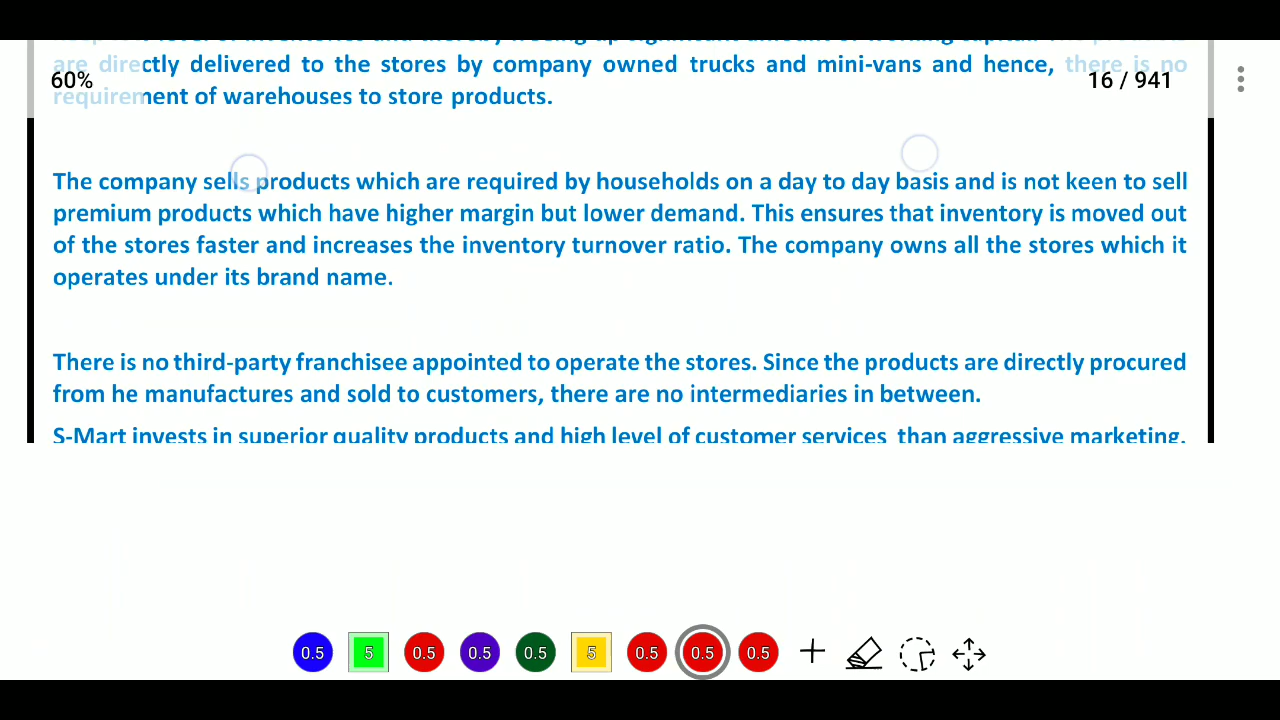 are directly delivered to the stores by company owned trucks and mini-vans and hence, there is no
60%
16 / 941
requirement of warehouses to store products.
The company sells products which are required by households on a day to day basis and is not keen to sell
premium products which have higher margin but lower demand. This ensures that inventory is moved out
of the stores faster and increases the inventory turnover ratio. The company owns all the stores which it
operates under its brand name.
There is no third-party franchisee appointed to operate the stores. Since the products are directly procured
from he manufactures and sold to customers, there are no intermediaries in between.
S-Mart invests in superior quality products and high level of customer services than aggressive marketing.
0.5 5 0.5 0.5 0.5 5 0.5 0.5 0.5